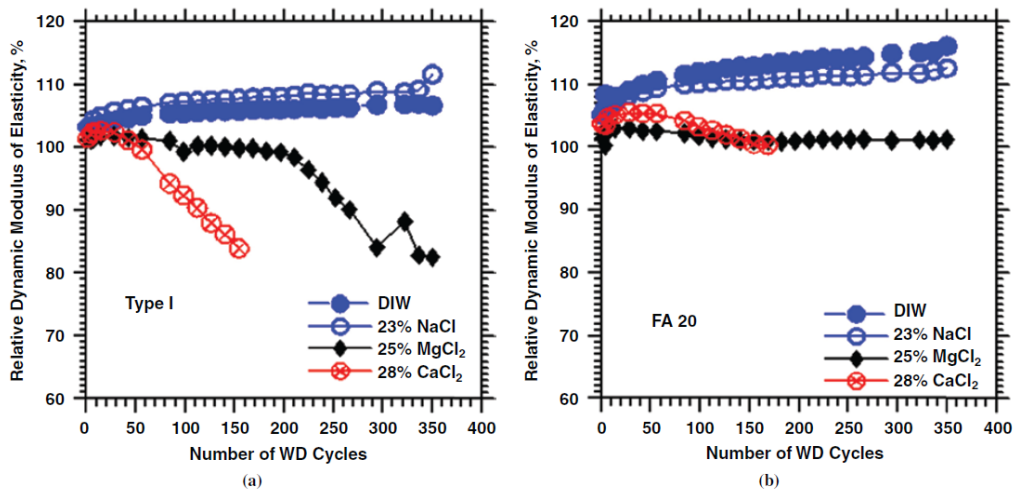 Relative Dynamic Modulus of Elasticity, %
120
110
100
90
80
70
60
Type I
DIW
23% NaCl
25% MgCl₂
28% CaCl₂
0 50 100 150 200 250 300 350 400
Number of WD Cycles
(a)
Relative Dynamic Modulus of Elasticity, %
120
110
100
90
80
70
60
FA 20
DIW
23% NaCl
25% MgCl₂
28% CaCl₂
0 50 100 150 200 250 300 350 400
Number of WD Cycles
(b)